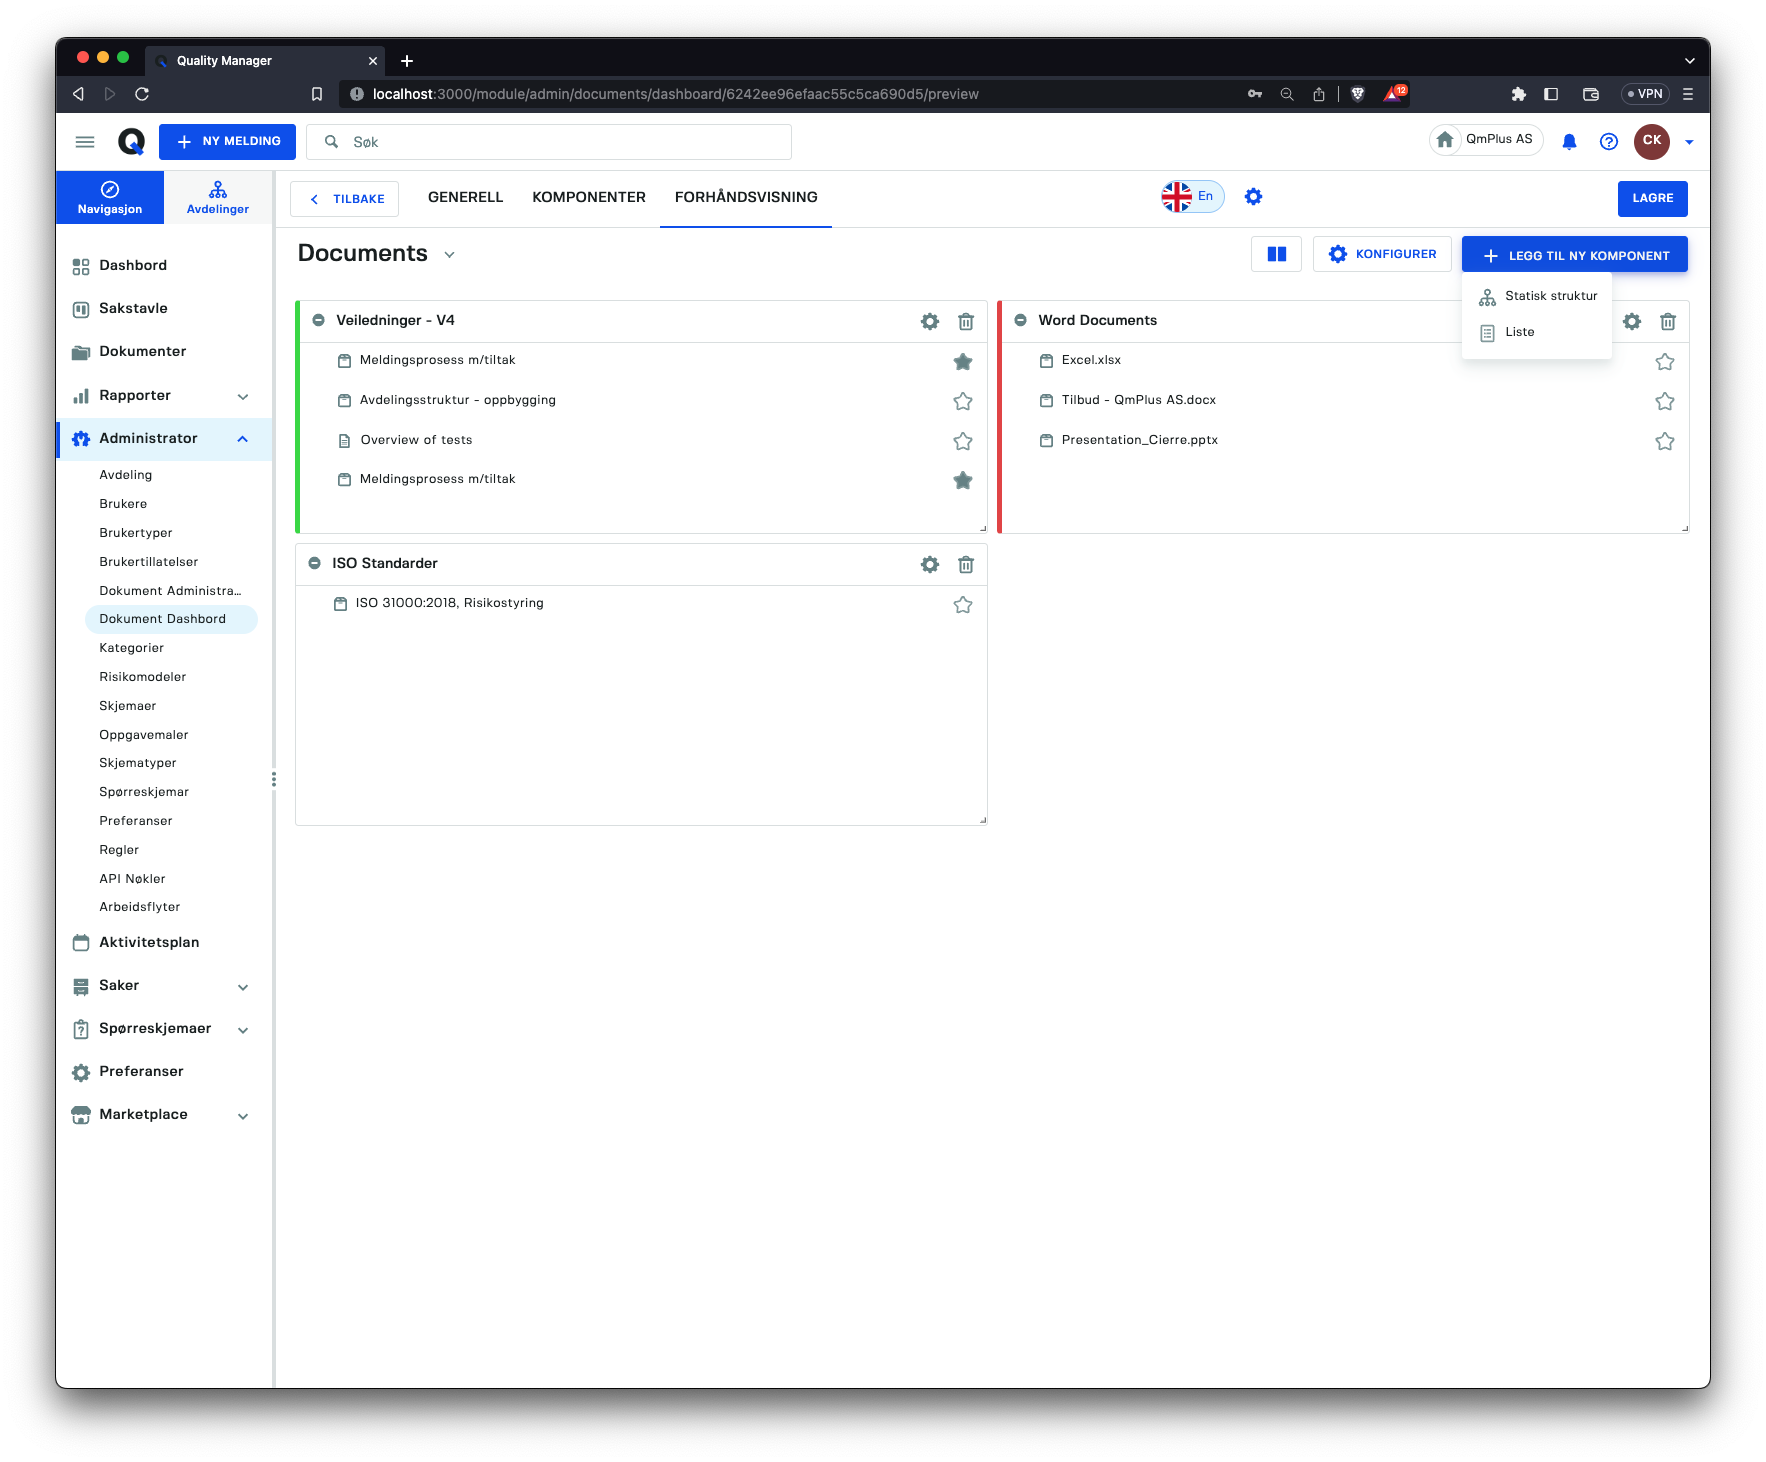 Quality Manager
localhost:3000/module/admin/documents/dashboard/6242ee96efaac55c5ca690d5/preview
12
VPN
NY MELDING
Søk
QmPlus AS
CK
Navigasjon
Avdelinger
TILBAKE
GENERELL
KOMPONENTER
FORHÅNDSVISNING
En
LAGRE
Documents
KONFIGURER
LEGG TIL NY KOMPONENT
Statisk struktur
Liste
Dashbord
Sakstavle
Dokumenter
Rapporter
Administrator
Avdeling
Brukere
Brukertyper
Brukertillatelser
Dokument Administra...
Dokument Dashbord
Kategorier
Risikomodeler
Skjemaer
Oppgavemaler
Skjematyper
Spørreskjemar
Preferanser
Regler
API Nøkler
Arbeidsflyter
Aktivitetsplan
Saker
Spørreskjemaer
Preferanser
Marketplace
Veiledninger - V4
Meldingsprosess m/tiltak
Avdelingsstruktur - oppbygging
Overview of tests
Meldingsprosess m/tiltak
Word Documents
Excel.xlsx
Tilbud - QmPlus AS.docx
Presentation_Cierre.pptx
ISO Standarder
ISO 31000:2018, Risikostyring